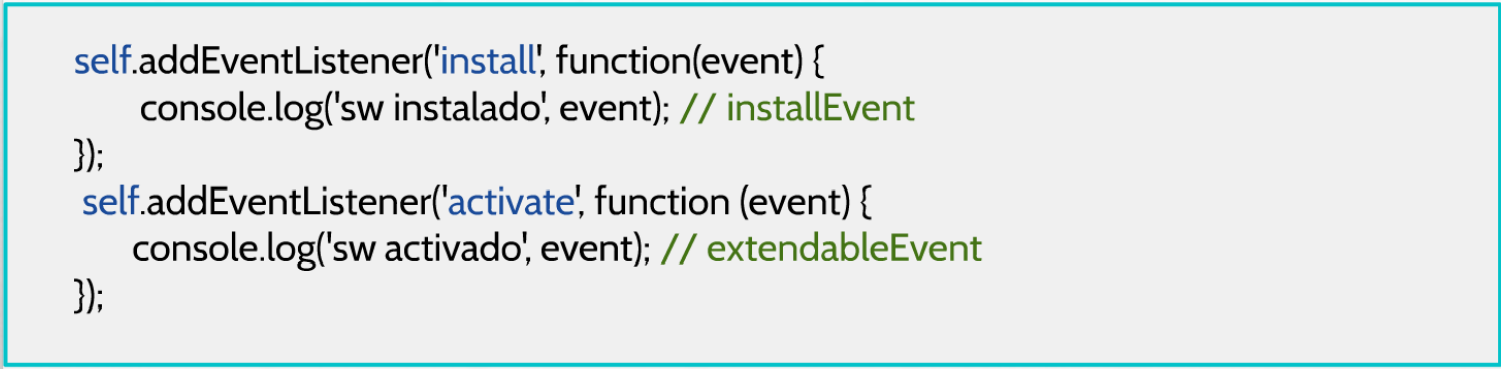 self.addEventListener('install', function(event) {
console.log('sw instalado', event); // installEvent
});
self.addEventListener('activate', function (event) {
console.log('sw activado', event); // extendableEvent
});